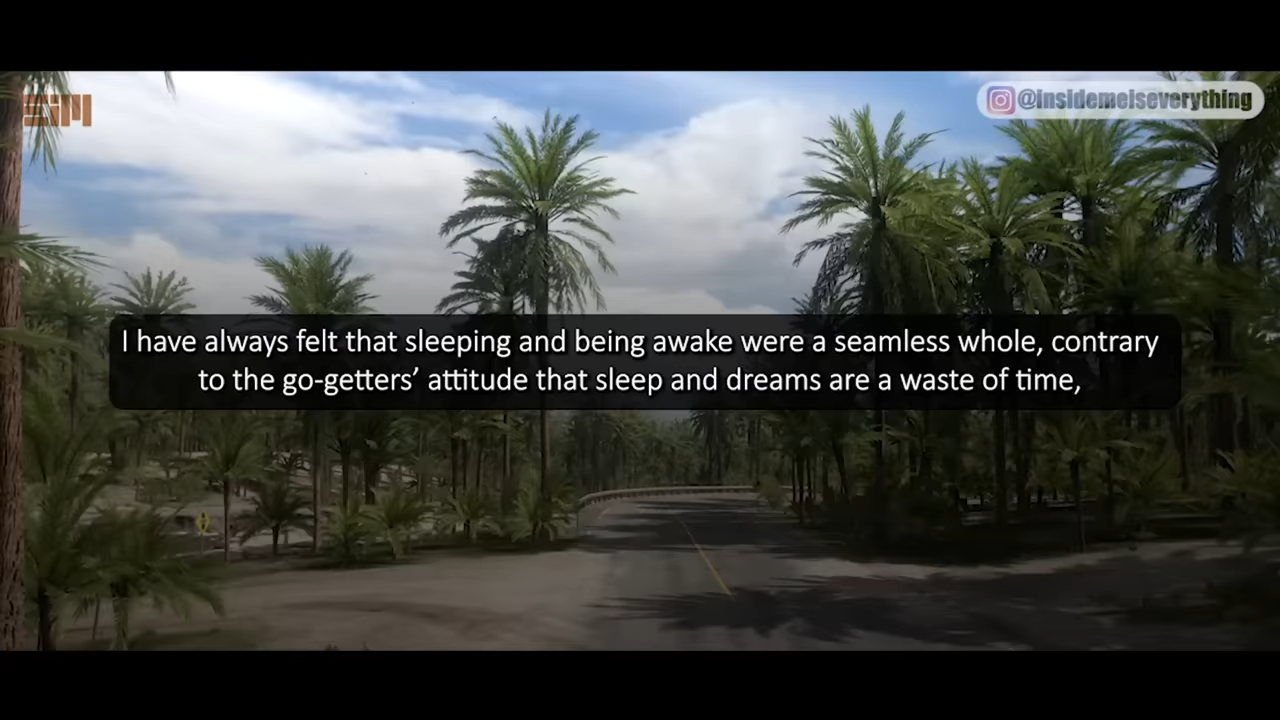 SM
@insidemeiseverything
I have always felt that sleeping and being awake were a seamless whole, contrary
to the go-getters’ attitude that sleep and dreams are a waste of time,